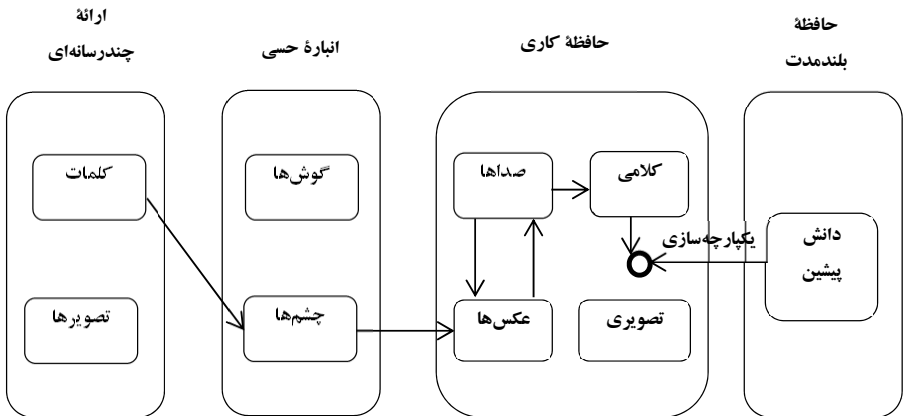 ارائهٔ
چندرسانه‌ای
انبارهٔ حسی
حافظهٔ کاری
حافظهٔ
بلندمدت
کلمات
گوش‌ها
صداها
کلامی
یکپارچه‌سازی
دانش
پیشین
تصویرها
چشم‌ها
عکس‌ها
تصویری